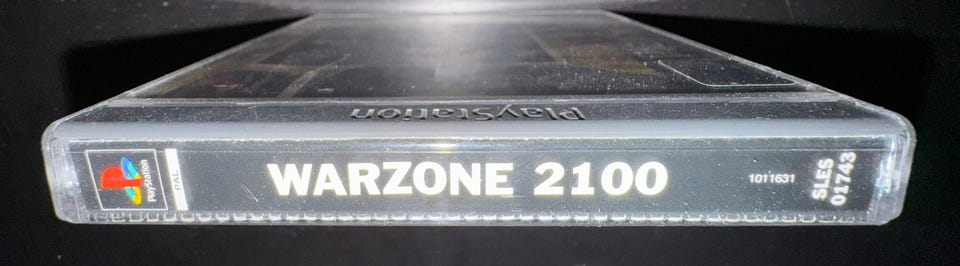 PlayStation
PlayStation
PAL
WARZONE 2100
1011631
SLES
01743